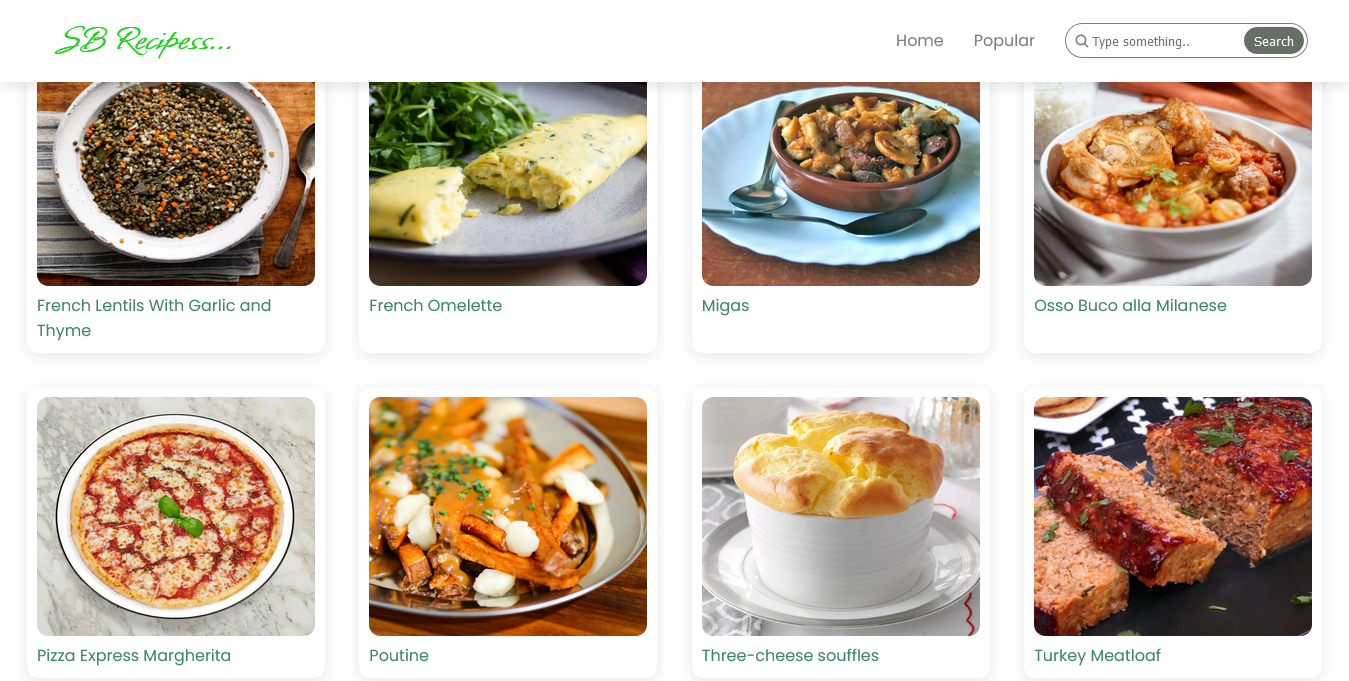 SB Recipess...
Home
Popular
Type something..
Search
French Lentils With Garlic and
Thyme
French Omelette
Migas
Osso Buco alla Milanese
Pizza Express Margherita
Poutine
Three-cheese souffles
Turkey Meatloaf